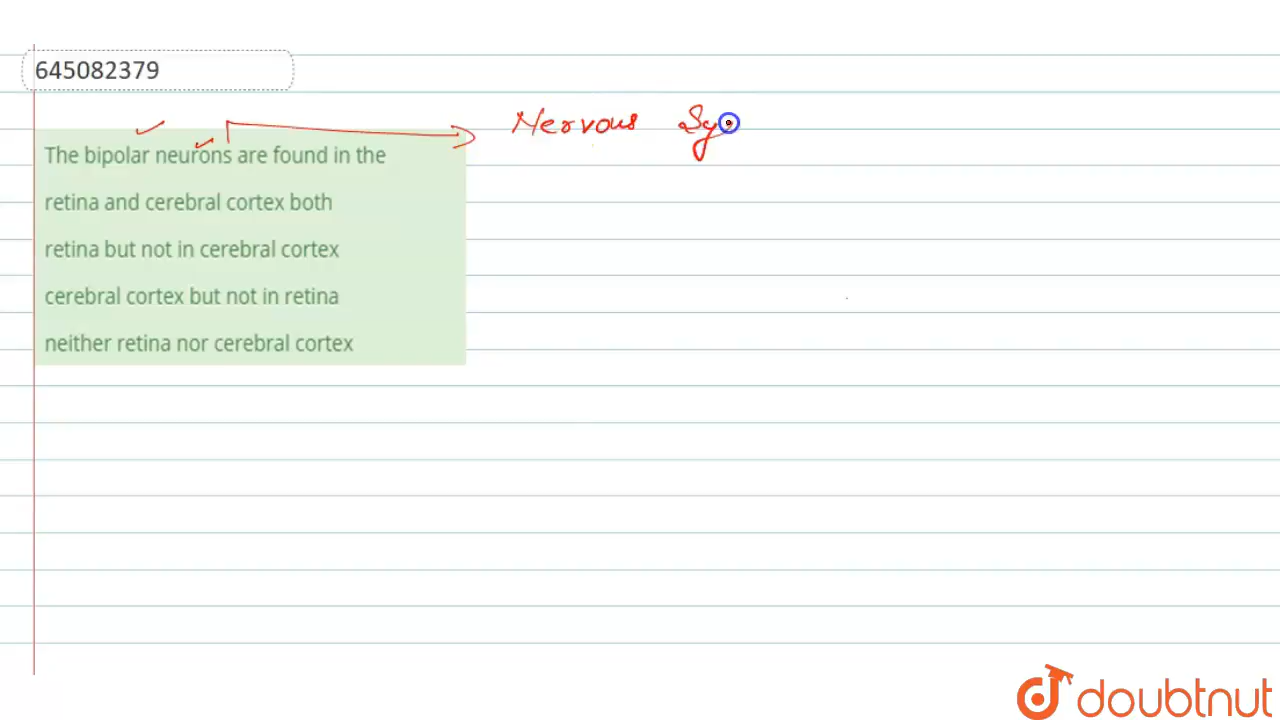 645082379
Nervous Sy
The bipolar neurons are found in the
retina and cerebral cortex both
retina but not in cerebral cortex
cerebral cortex but not in retina
neither retina nor cerebral cortex
doubtnut